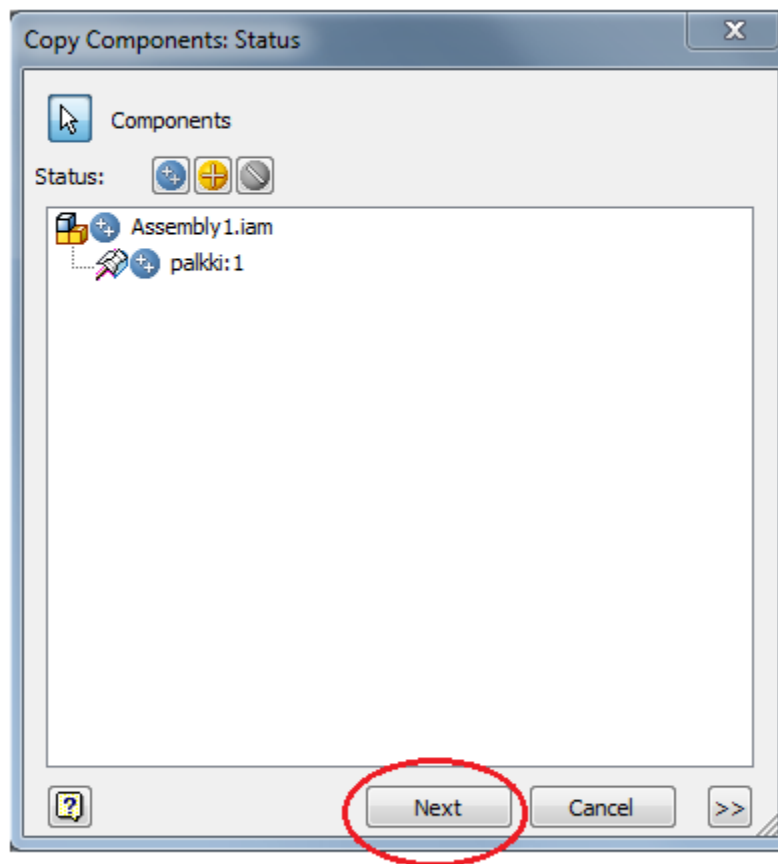 Copy Components: Status
Components
Status:
Assembly1.iam
palkki:1
Next
Cancel
>>